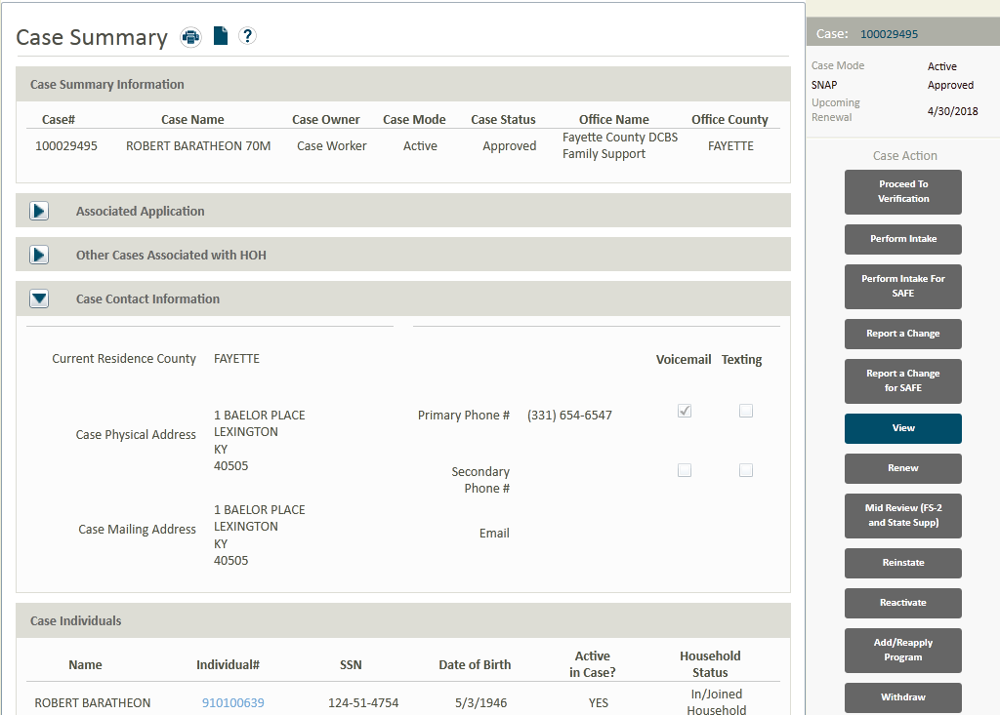 Case Summary ?
Case Summary Information
Case# Case Name Case Owner Case Mode Case Status Office Name Office County
100029495 ROBERT BARATHEON 70M Case Worker Active Approved Fayette County DCBS Family Support FAYETTE
Associated Application
Other Cases Associated with HOH
Case Contact Information
Current Residence County FAYETTE
Voicemail Texting
Case Physical Address
1 BAELOR PLACE
LEXINGTON
KY
40505
Primary Phone # (331) 654-6547
Secondary
Phone #
Case Mailing Address
1 BAELOR PLACE
LEXINGTON
KY
40505
Email
Case Individuals
Name Individual# SSN Date of Birth Active in Case? Household Status
ROBERT BARATHEON 910100639 124-51-4754 5/3/1946 YES In/Joined Household
Case: 100029495
Case Mode Active
SNAP Approved
Upcoming Renewal 4/30/2018
Case Action
Proceed To
Verification
Perform Intake
Perform Intake For
SAFE
Report a Change
Report a Change
for SAFE
View
Renew
Mid Review (FS-2
and State Supp)
Reinstate
Reactivate
Add/Reapply
Program
Withdraw